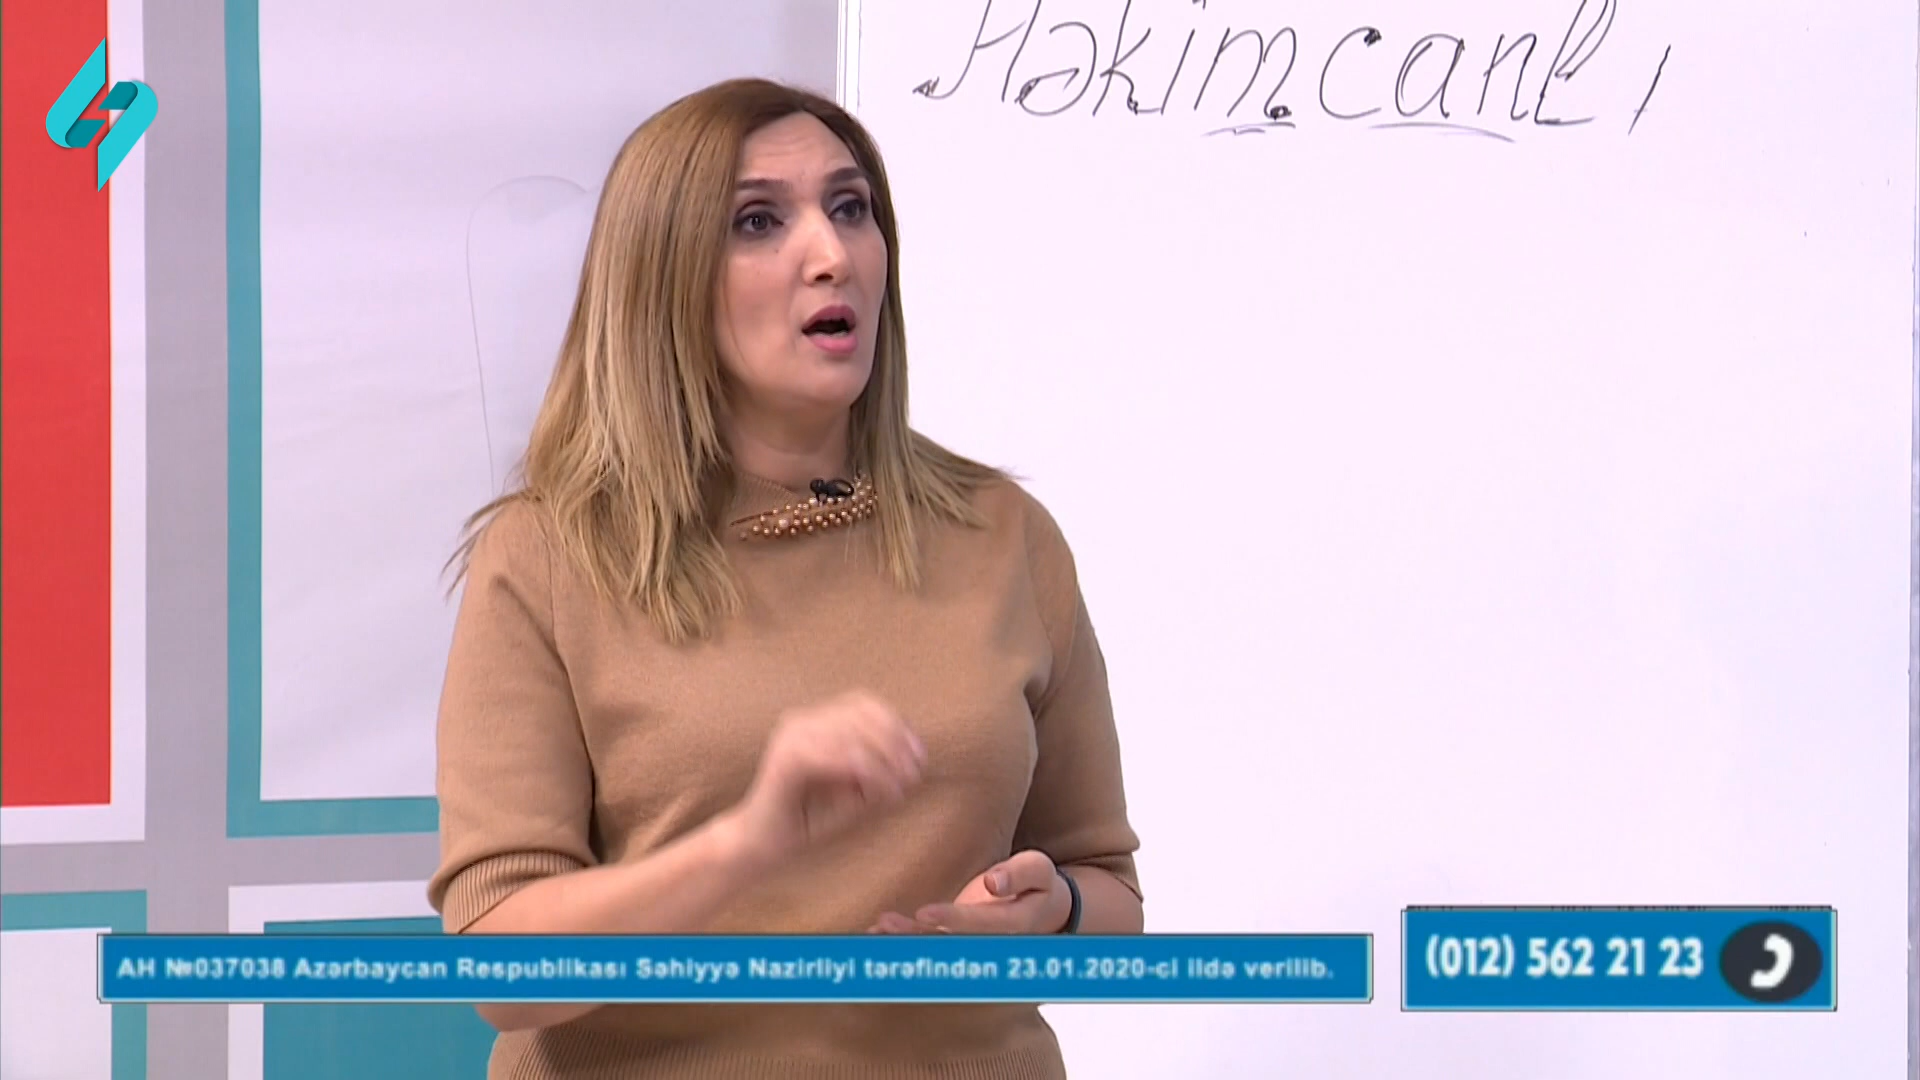 Həkimcanlı
AH №037038 Azərbaycan Respublikası Səhiyyə Nazirliyi tərəfindən 23.01.2020-ci ildə verilib.
(012) 562 21 23